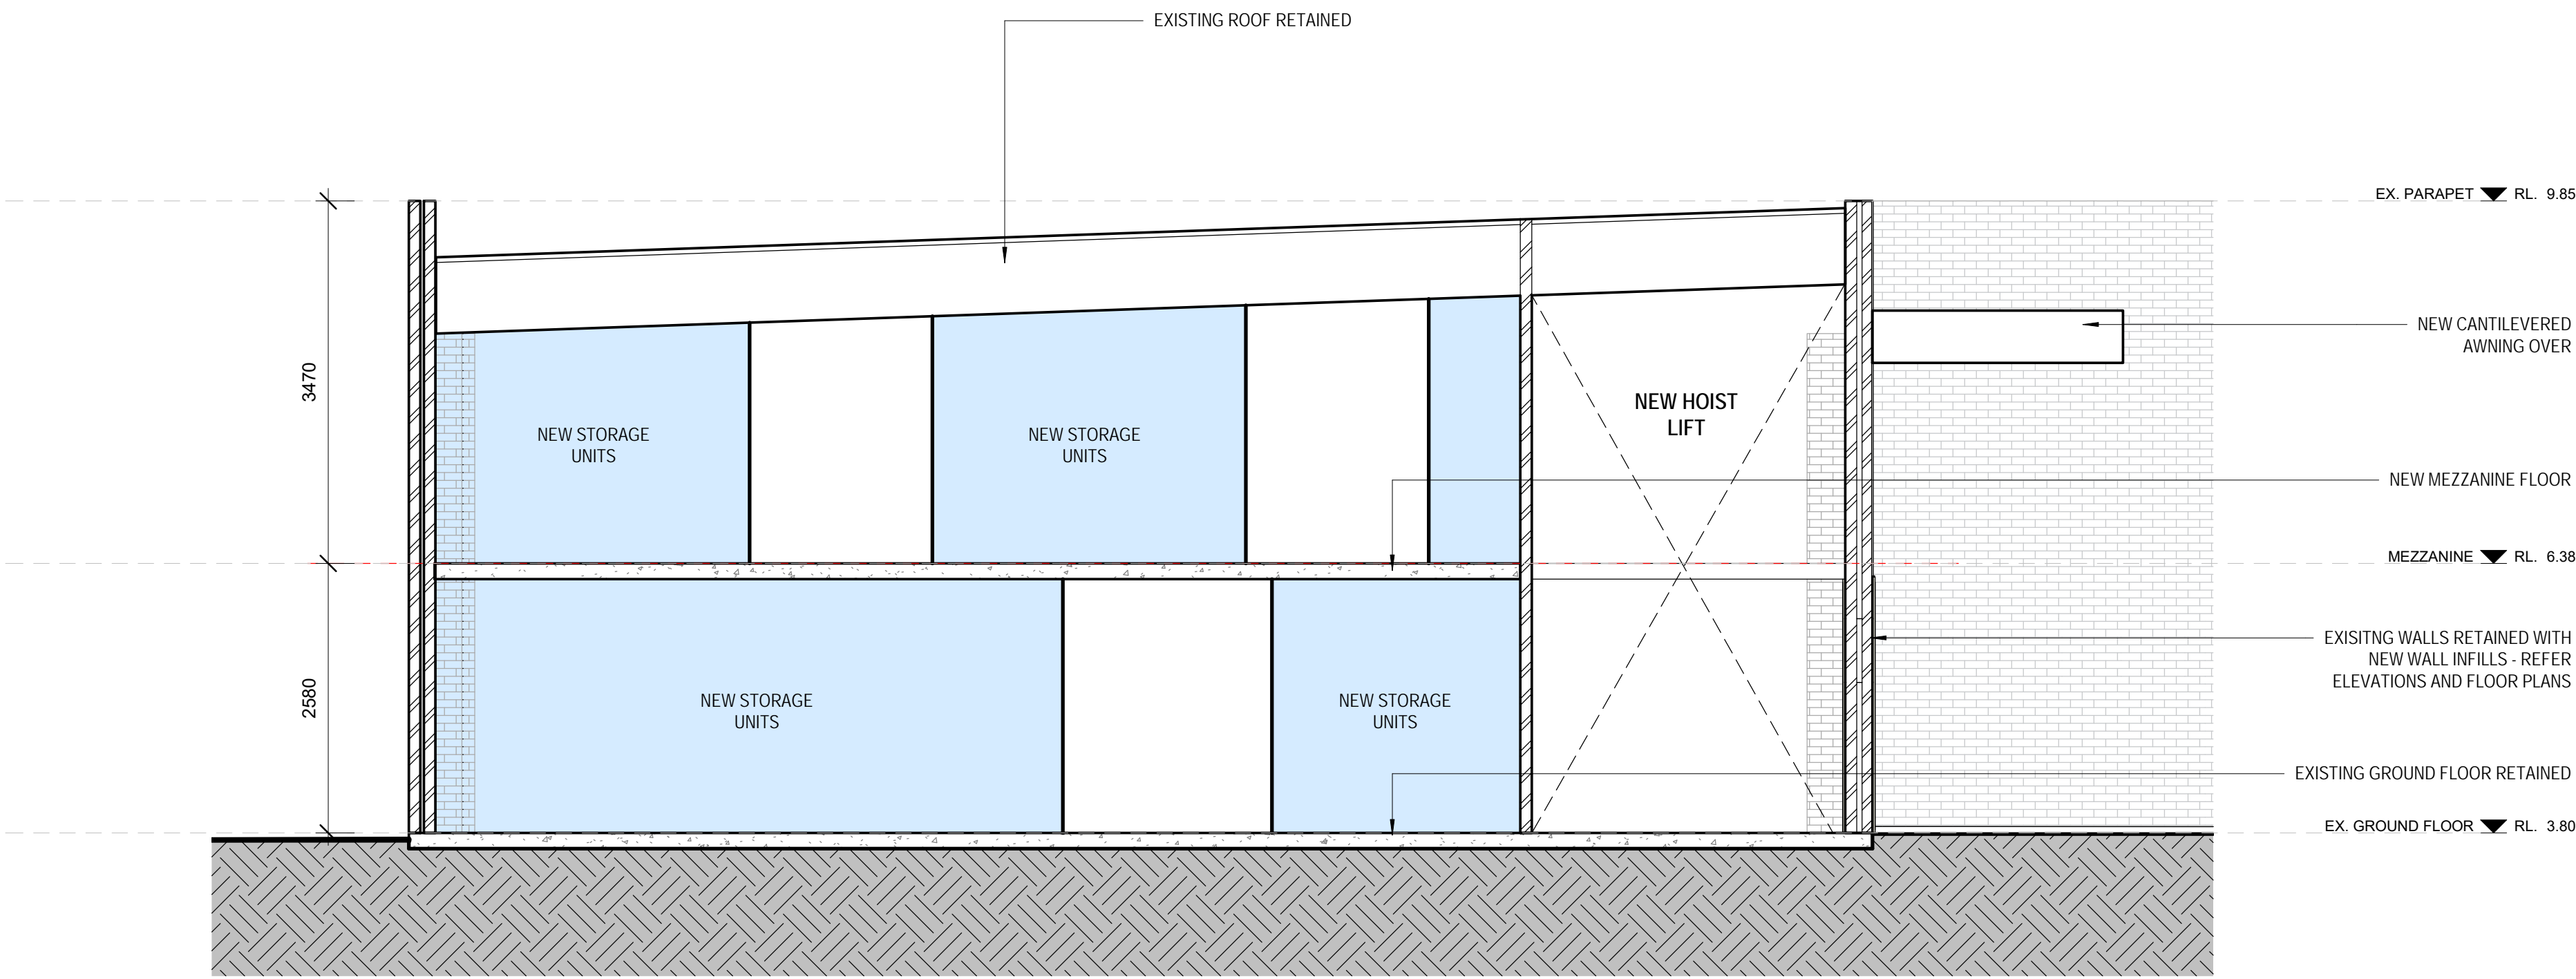 EXISTING ROOF RETAINED
EX. PARAPET RL. 9.85
NEW CANTILEVERED
AWNING OVER
3470
NEW HOIST
LIFT
NEW STORAGE
UNITS
NEW STORAGE
UNITS
NEW MEZZANINE FLOOR
MEZZANINE RL. 6.38
EXISITNG WALLS RETAINED WITH
NEW WALL INFILLS - REFER
ELEVATIONS AND FLOOR PLANS
2580
NEW STORAGE
UNITS
NEW STORAGE
UNITS
EXISTING GROUND FLOOR RETAINED
EX. GROUND FLOOR RL. 3.80